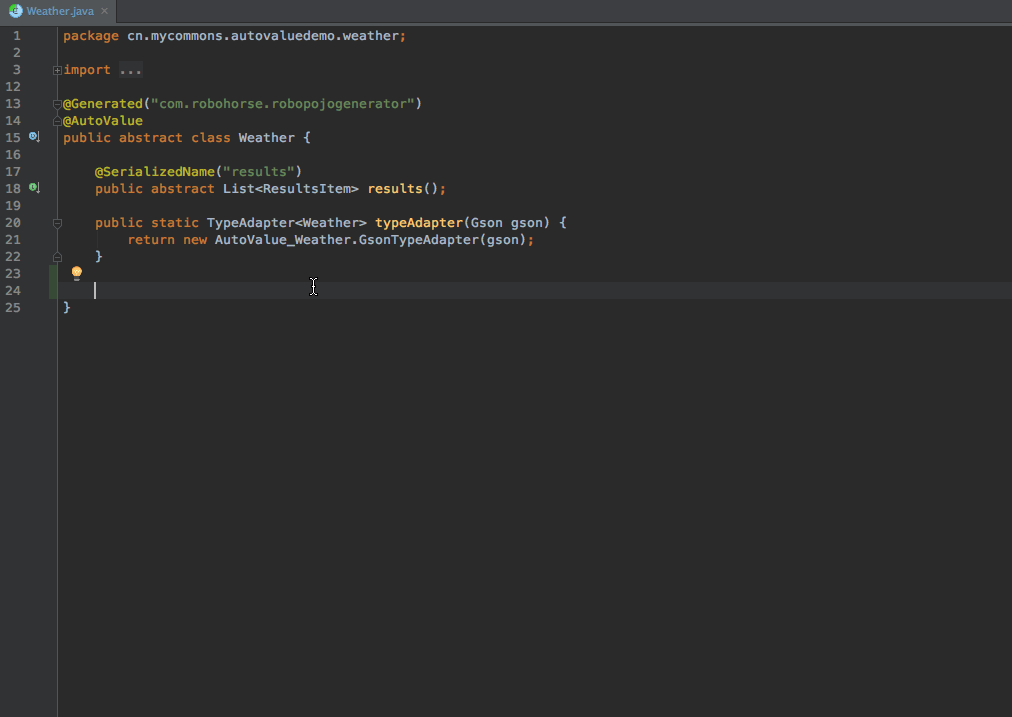 Weather.java
1 package cn.mycommons.autovaluedemo.weather;
2
3 import ...
12
13 @Generated("com.robohorse.robopojogenerator")
14 @AutoValue
15 public abstract class Weather {
16
17     @SerializedName("results")
18     public abstract List<ResultsItem> results();
19
20     public static TypeAdapter<Weather> typeAdapter(Gson gson) {
21         return new AutoValue_Weather.GsonTypeAdapter(gson);
22     }
23
24
25 }